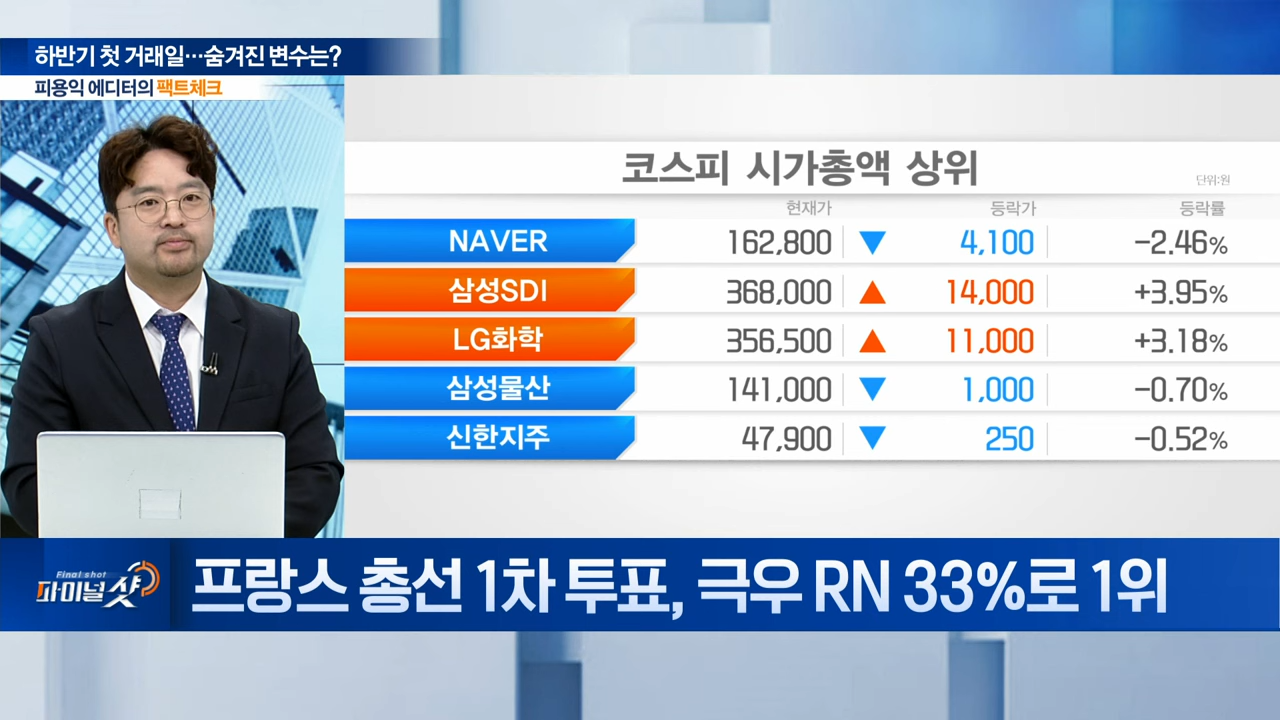 하반기 첫 거래일…숨겨진 변수는?
피용익 에디터의 팩트체크
코스피 시가총액 상위
단위:원
현재가 등락가 등락률
NAVER 162,800 ▼ 4,100 -2.46%
삼성SDI 368,000 ▲ 14,000 +3.95%
LG화학 356,500 ▲ 11,000 +3.18%
삼성물산 141,000 ▼ 1,000 -0.70%
신한지주 47,900 ▼ 250 -0.52%
Final shot
파이널샷
프랑스 총선 1차 투표, 극우 RN 33%로 1위